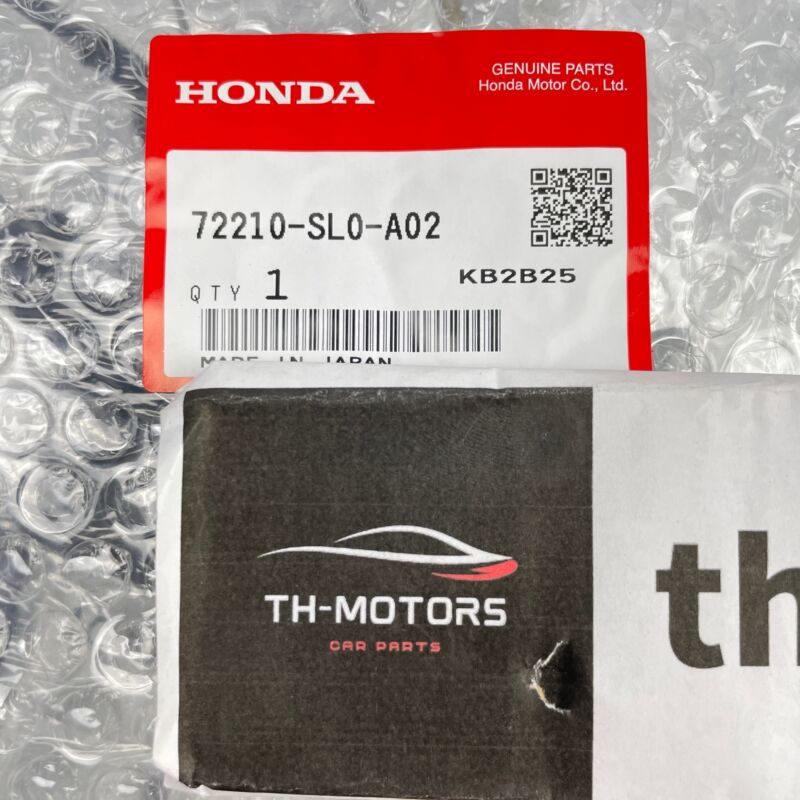 GENUINE PARTS
HONDA
Honda Motor Co., Ltd.
72210-SL0-A02
QTY 1
KB2B25
MADE IN JAPAN
TH-MOTORS
CAR PARTS
th